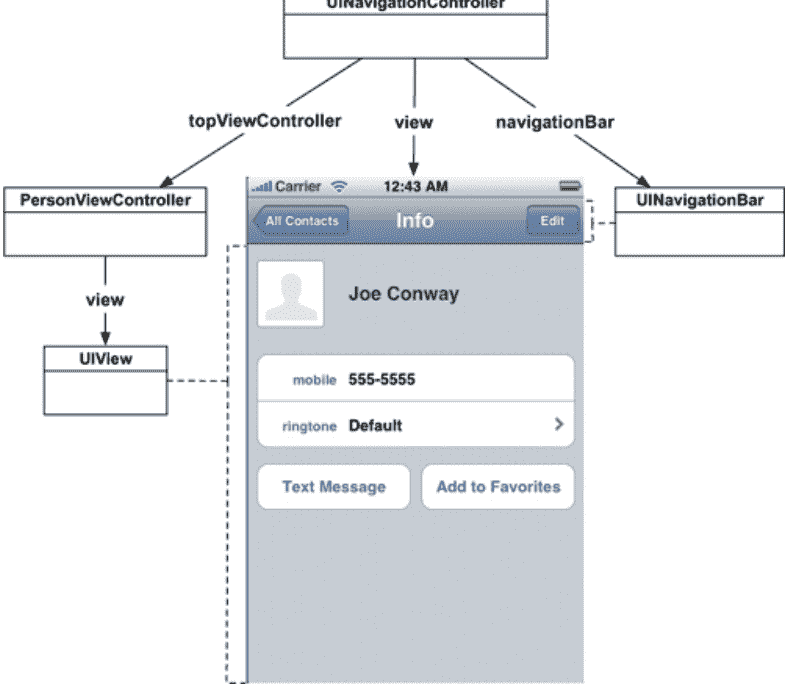 UINavigationController
topViewController
view
navigationBar
Carrier 12:43 AM
PersonViewController
All Contacts Info Edit
UINavigationBar
Joe Conway
view
UIView
mobile 555-5555
ringtone Default
Text Message Add to Favorites